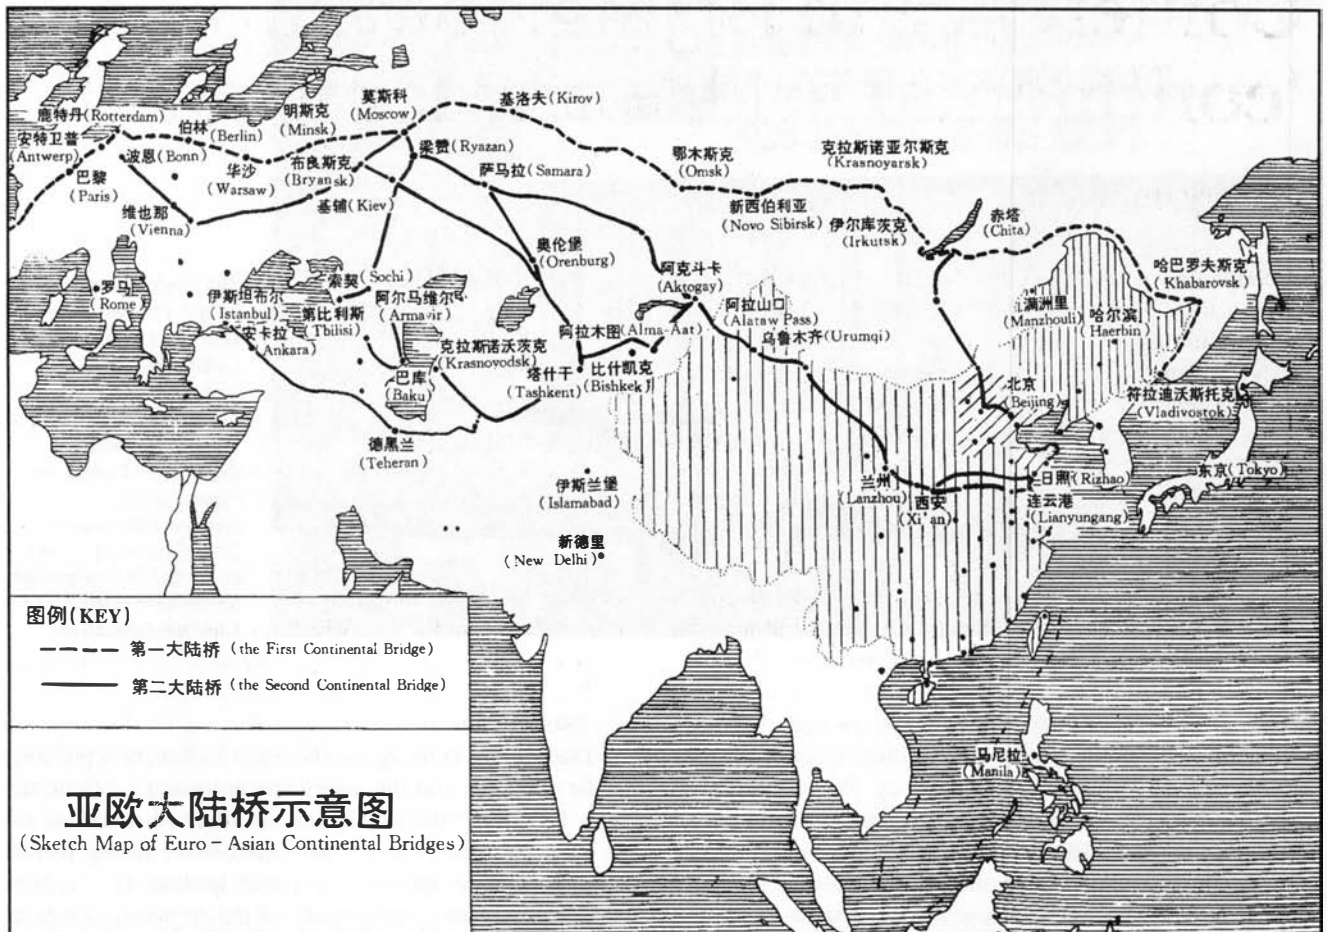 莫斯科
(Moscow)
基洛夫(Kirov)
鹿特丹(Rotterdam)
伯林(Berlin)
明斯克
(Minsk)
安特卫普
(Antwerp)
波恩(Bonn)
梁赞(Ryazan)
巴黎
(Paris)
华沙
(Warsaw)
布良斯克
(Bryansk)
萨马拉(Samara)
鄂木斯克
(Omsk)
克拉斯诺亚尔斯克
(Krasnoyarsk)
维也那
(Vienna)
基辅(Kiev)
新西伯利亚
(Novo Sibirsk)
伊尔库茨克
(Irkutsk)
赤塔
(Chita)
奥伦堡
(Orenburg)
哈巴罗夫斯克
(Khabarovsk)
罗马
(Rome)
索契(Sochi)
阿克斗卡
(Aktogay)
伊斯坦布尔
(Istanbul)
第比利斯
(Tbilisi)
阿尔马维尔
(Armavir)
阿拉山口
(Alataw Pass)
满洲里
(Manzhouli)
哈尔滨
(Haerbin)
安卡拉
(Ankara)
阿拉木图(Alma-Aat)
乌鲁木齐(Urumqi)
克拉斯诺沃茨克
(Krasnovodsk)
巴库
(Baku)
塔什干
(Tashkent)
比什凯克
(Bishkek)
北京
(Beijing)
符拉迪沃斯托克
(Vladivostok)
德黑兰
(Teheran)
伊斯兰堡
(Islamabad)
兰州
(Lanzhou)
西安
(Xi'an)
日照(Rizhao)
东京(Tokyo)
连云港
(Lianyungang)
新德里
(New Delhi)
图例(KEY)
第一大陆桥(the First Continental Bridge)
第二大陆桥(the Second Continental Bridge)
马尼拉
(Manila)
亚欧大陆桥示意图
(Sketch Map of Euro-Asian Continental Bridges)